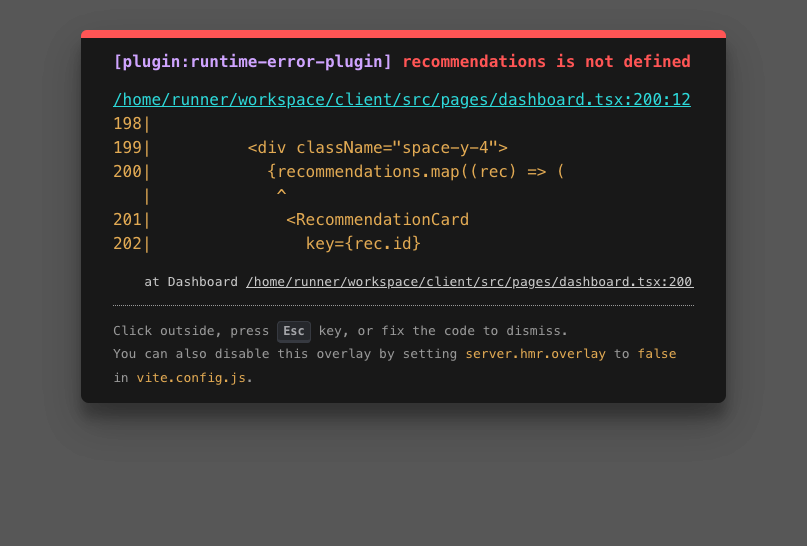 [plugin:runtime-error-plugin] recommendations is not defined
/home/runner/workspace/client/src/pages/dashboard.tsx:200:12
198|
199|          <div className="space-y-4">
200|            {recommendations.map((rec) => (
   |             ^
201|              <RecommendationCard
202|                key={rec.id}
at Dashboard /home/runner/workspace/client/src/pages/dashboard.tsx:200
Click outside, press Esc key, or fix the code to dismiss.
You can also disable this overlay by setting server.hmr.overlay to false
in vite.config.js.